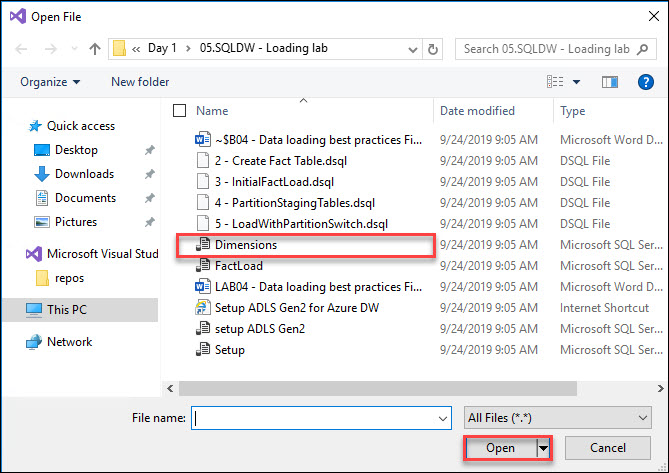 Open File
Day 1 > 05.SQLDW - Loading lab
Search 05.SQLDW - Loading lab
Organize
New folder
Name
Date modified
Type
Quick access
Desktop
Downloads
Documents
Pictures
Microsoft Visual Stud
repos
This PC
Network
~$B04 - Data loading best practices Fi... 9/24/2019 9:05 AM Microsoft Word D...
2 - Create Fact Table.dsql 9/24/2019 9:05 AM DSQL File
3 - InitialFactLoad.dsql 9/24/2019 9:05 AM DSQL File
4 - PartitionStagingTables.dsql 9/24/2019 9:05 AM DSQL File
5 - LoadWithPartitionSwitch.dsql 9/24/2019 9:05 AM DSQL File
Dimensions 9/24/2019 9:05 AM Microsoft SQL Ser...
FactLoad 9/24/2019 9:05 AM Microsoft SQL Ser...
LAB04 - Data loading best practices Fi... 9/24/2019 9:05 AM Microsoft Word D...
Setup ADLS Gen2 for Azure DW 9/24/2019 9:05 AM Internet Shortcut
setup ADLS Gen2 9/24/2019 9:05 AM Microsoft SQL Ser...
Setup 9/24/2019 9:05 AM Microsoft SQL Ser...
File name:
All Files (*.*)
Open
Cancel